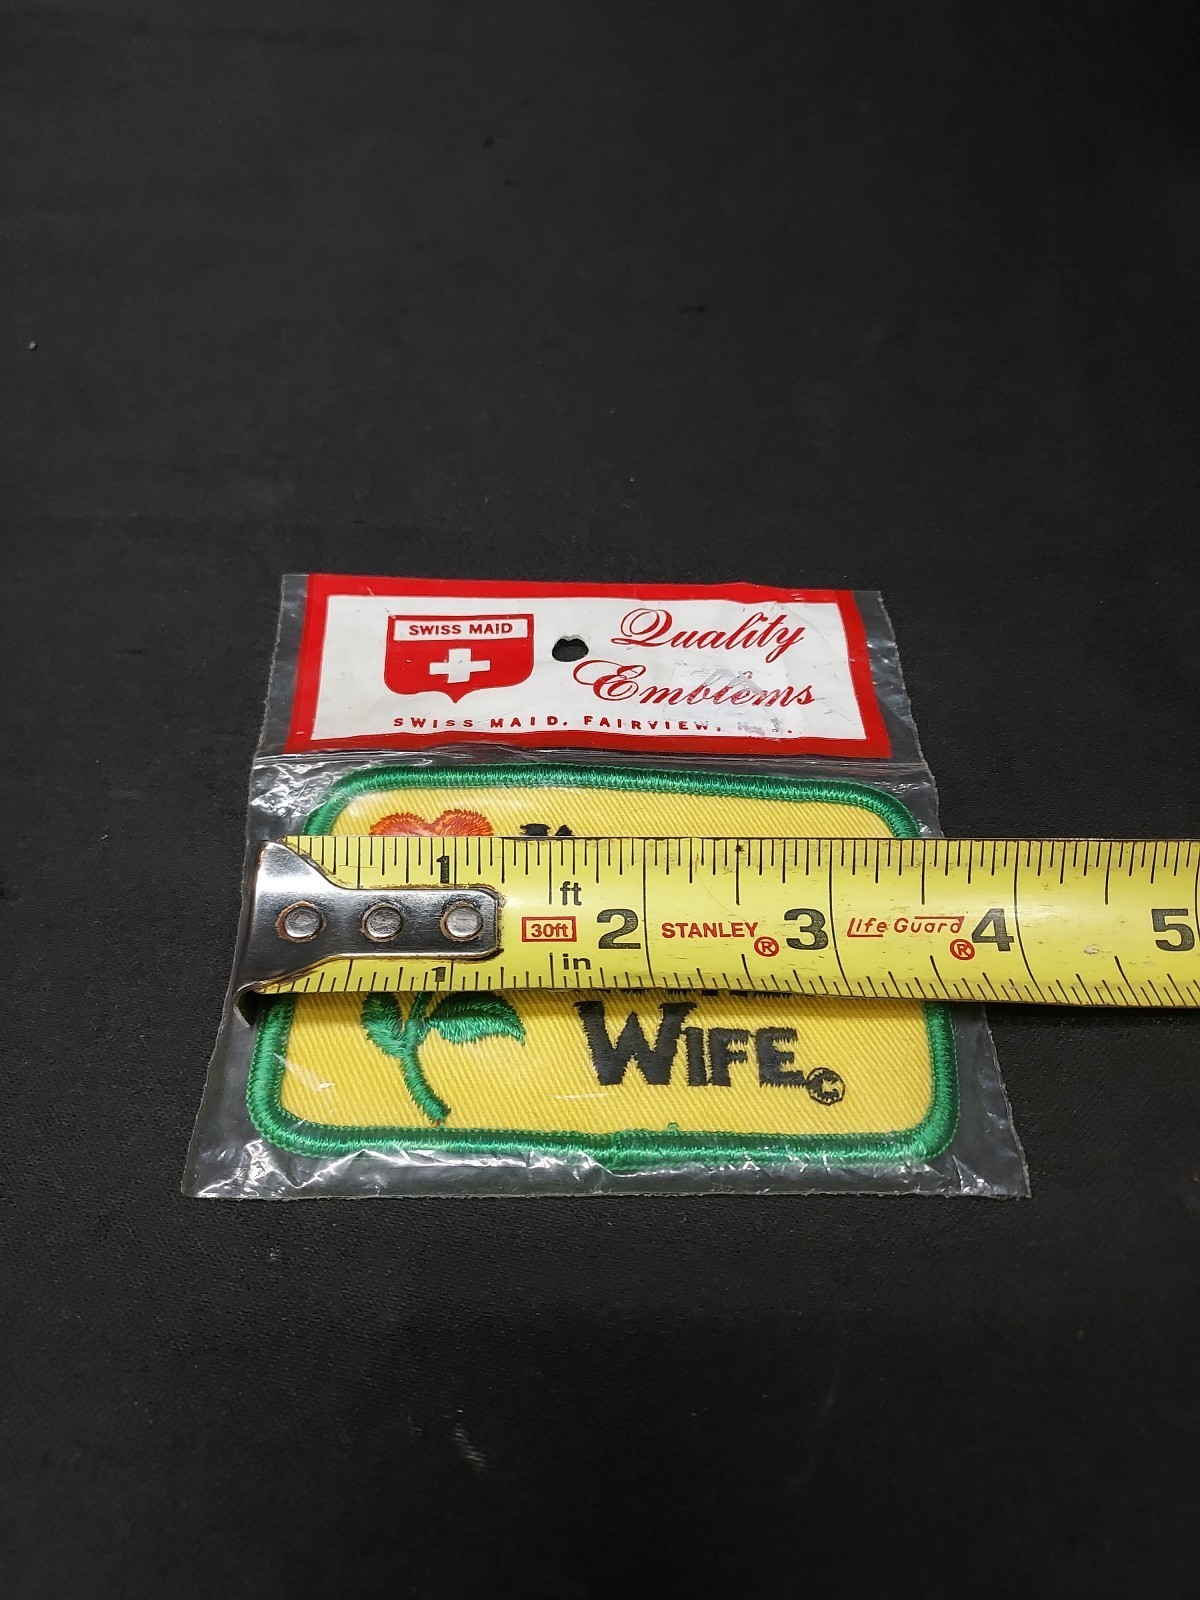 SWISS MAID
Quality
Emblems
SWISS MAID. FAIRVIEW, N. J.
1
ft
30ft
2
STANLEY®
3
Life Guard®
4
5
1
in
WIFE©